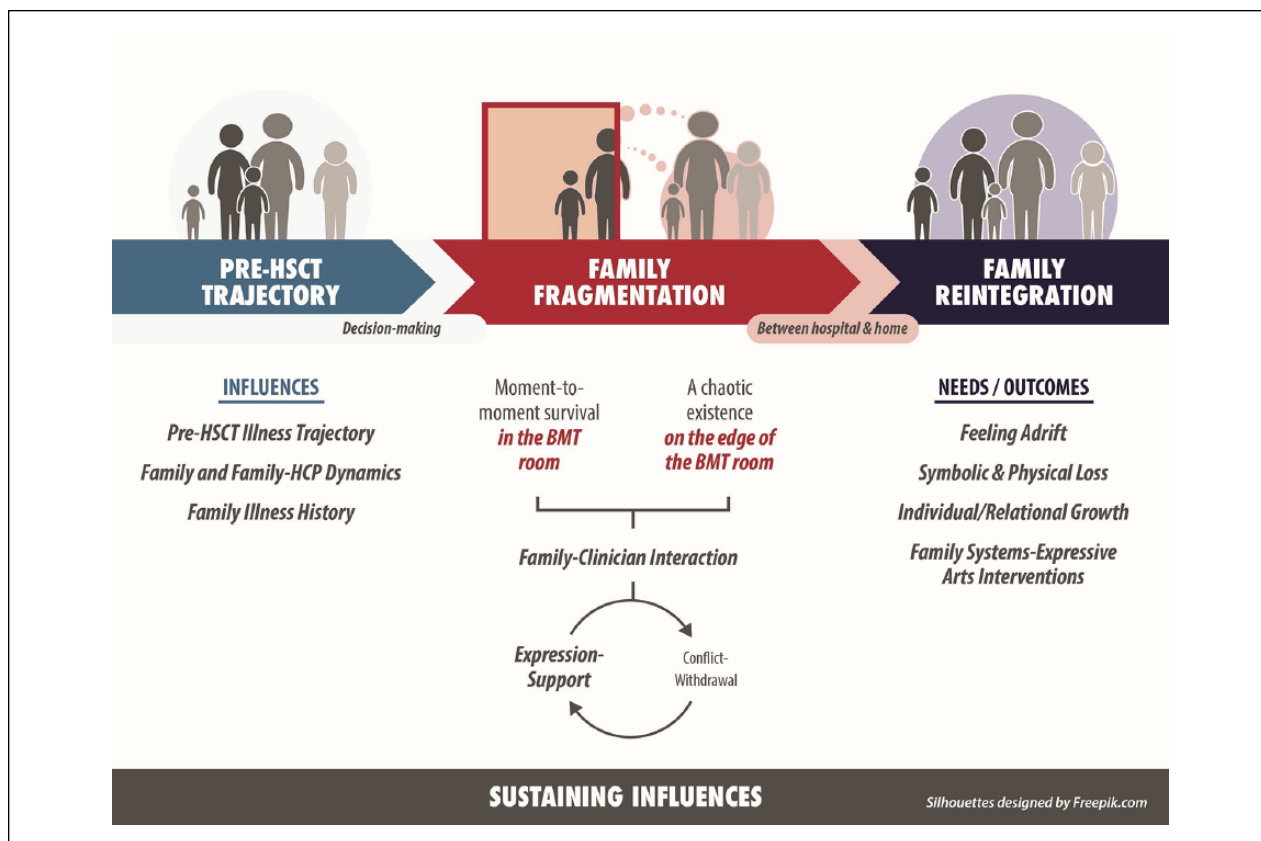 PRE-HSCT
TRAJECTORY
FAMILY
FRAGMENTATION
FAMILY
REINTEGRATION
Decision-making
Between hospital & home
INFLUENCES
Pre-HSCT Illness Trajectory
Family and Family-HCP Dynamics
Family Illness History
Moment-to-
moment survival
in the BMT
room
A chaotic
existence
on the edge of
the BMT room
Family-Clinician Interaction
Expression-
Support
Conflict-
Withdrawal
NEEDS / OUTCOMES
Feeling Adrift
Symbolic & Physical Loss
Individual/Relational Growth
Family Systems-Expressive
Arts Interventions
SUSTAINING INFLUENCES
Silhouettes designed by Freepik.com